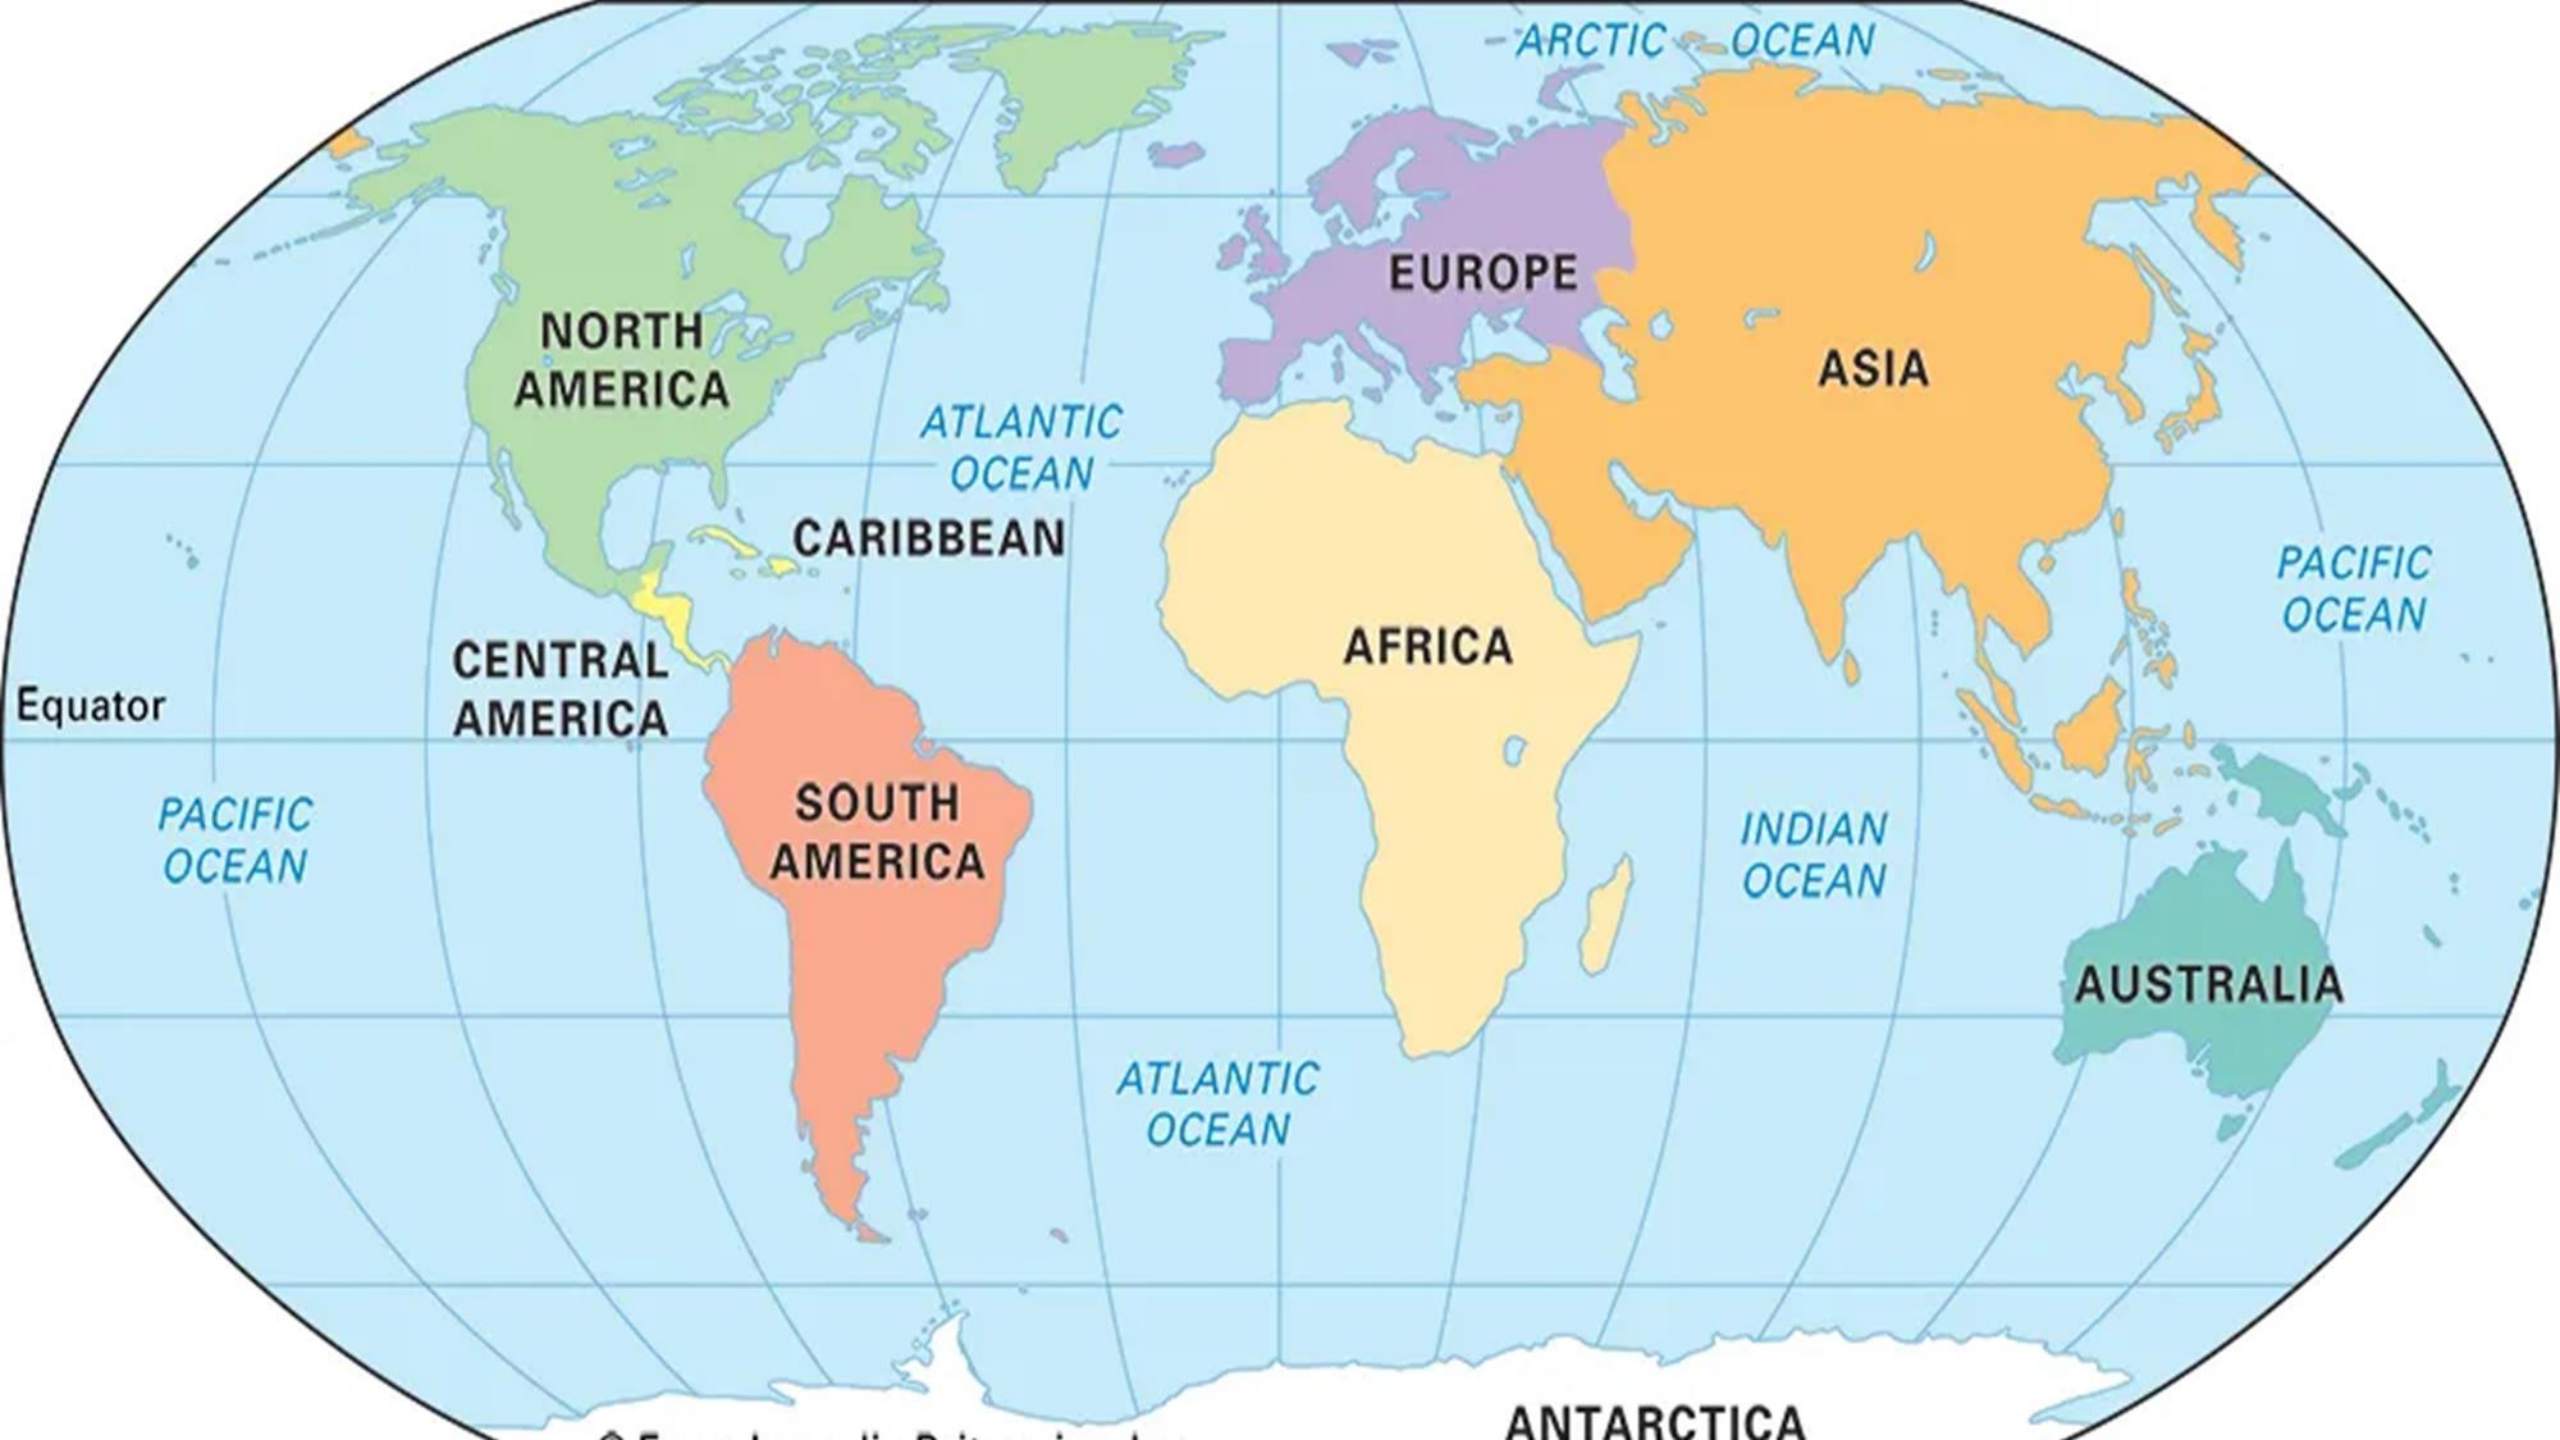 ARCTIC OCEAN
EUROPE
NORTH
AMERICA
ASIA
ATLANTIC
OCEAN
CARIBBEAN
PACIFIC
OCEAN
AFRICA
CENTRAL
AMERICA
Equator
SOUTH
AMERICA
PACIFIC
OCEAN
INDIAN
OCEAN
AUSTRALIA
ATLANTIC
OCEAN
ANTARCTICA